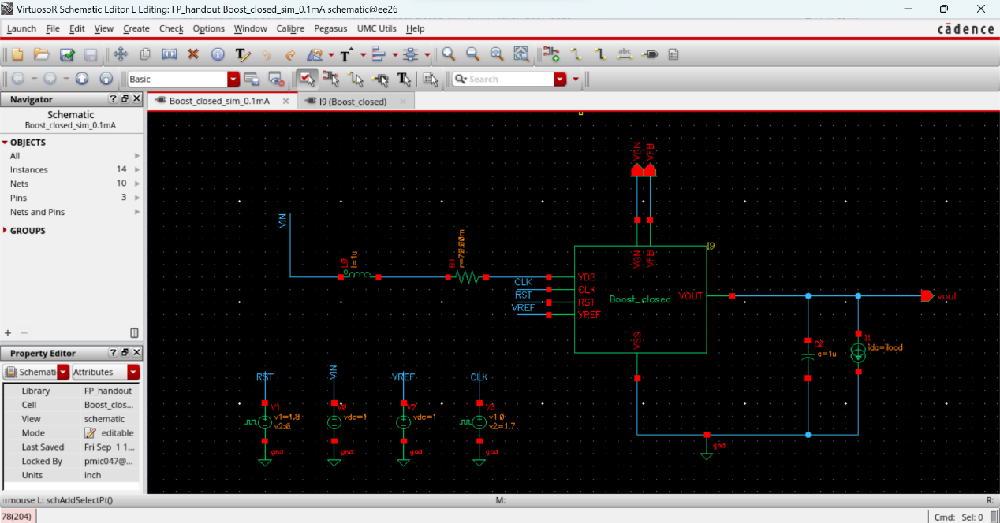 VirtuosoR Schematic Editor L Editing: FP_handout Boost_closed_sim_0.1mA schematic@ee26
Launch File Edit View Create Check Options Window Calibre Pegasus UMC Utils Help
cādence
Basic
Search
Navigator
Boost_closed_sim_0.1mA
I9 (Boost_closed)
Schematic
Boost_closed_sim_0.1mA
OBJECTS
All
Instances 14
Nets 10
Pins 3
Nets and Pins
GROUPS
Property Editor
Schemati
Attributes
Library FP_handout
Cell Boost_clos...
View schematic
Mode editable
Last Saved Fri Sep 1 1...
Locked By pmic047@...
Units inch
VGN
VFB
VIN
L0
l=1u
R1
r=70.00m
I9
VGN
VFB
VDD
CLK
CLK
RST
RST
VREF
VREF
Boost_closed
VOUT
VSS
vout
C0
c=1u
I1
idc=iload
gnd
RST
V1
v1=1.8
v2:0
gnd
VIN
V0
vdc=1
gnd
VREF
V2
vdc=1
gnd
CLK
V3
v1:0
v2=1.7
gnd
mouse L: schAddSelectPt()
M:
R:
78(204)
Cmd: Sel: 0